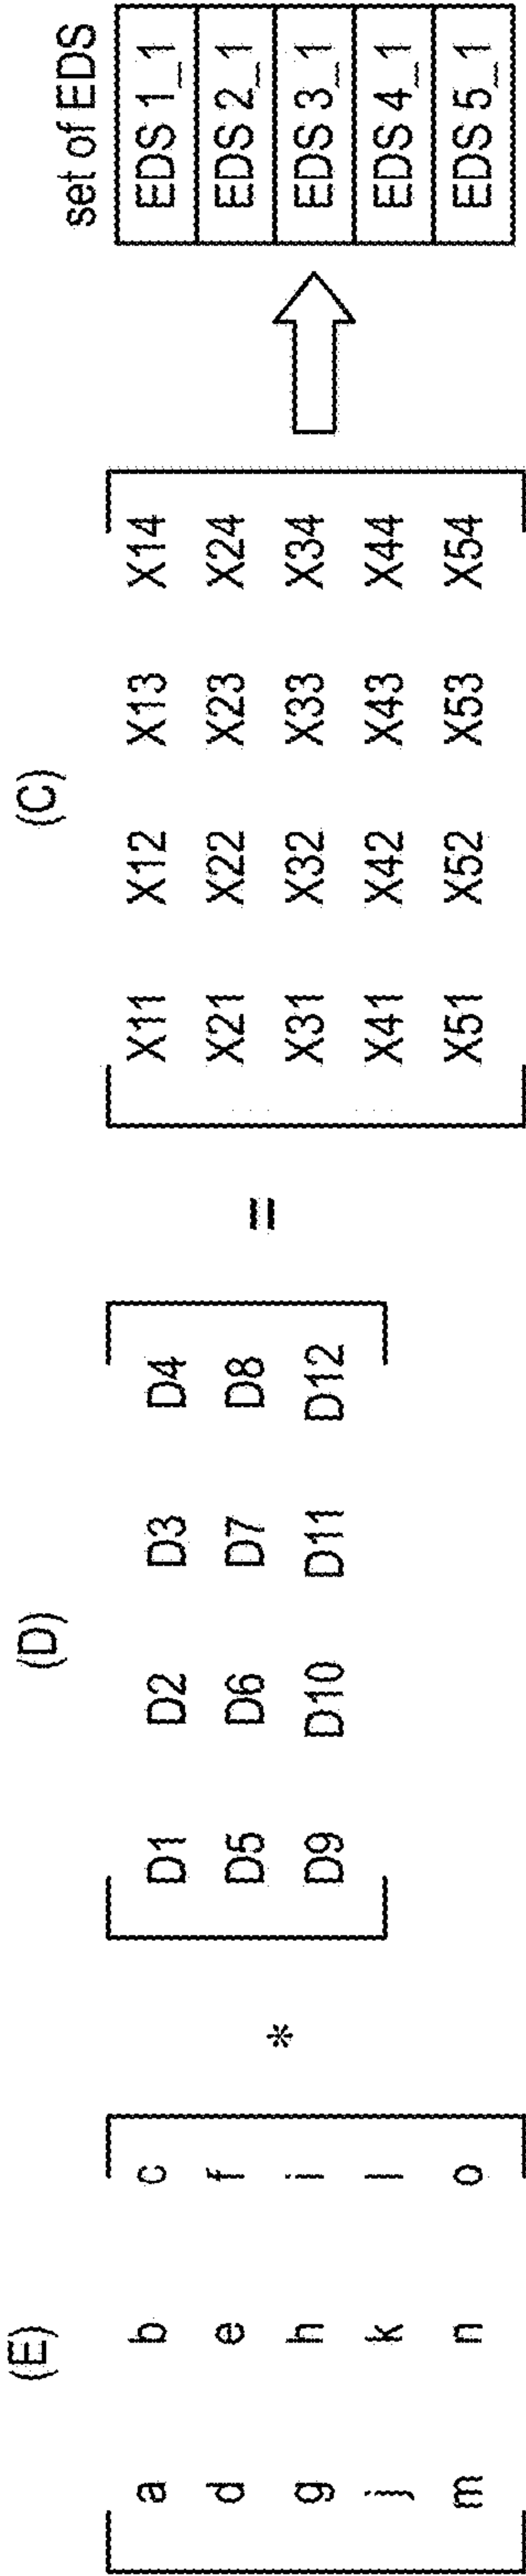 (E) (D) (C) set of EDS
a b c D1 D2 D3 D4 X11 X12 X13 X14 EDS 1_1
d e f D5 D6 D7 D8 X21 X22 X23 X24 EDS 2_1
g h i * D9 D10 D11 D12 = X31 X32 X33 X34 EDS 3_1
j k l X41 X42 X43 X44 EDS 4_1
m n o X51 X52 X53 X54 EDS 5_1